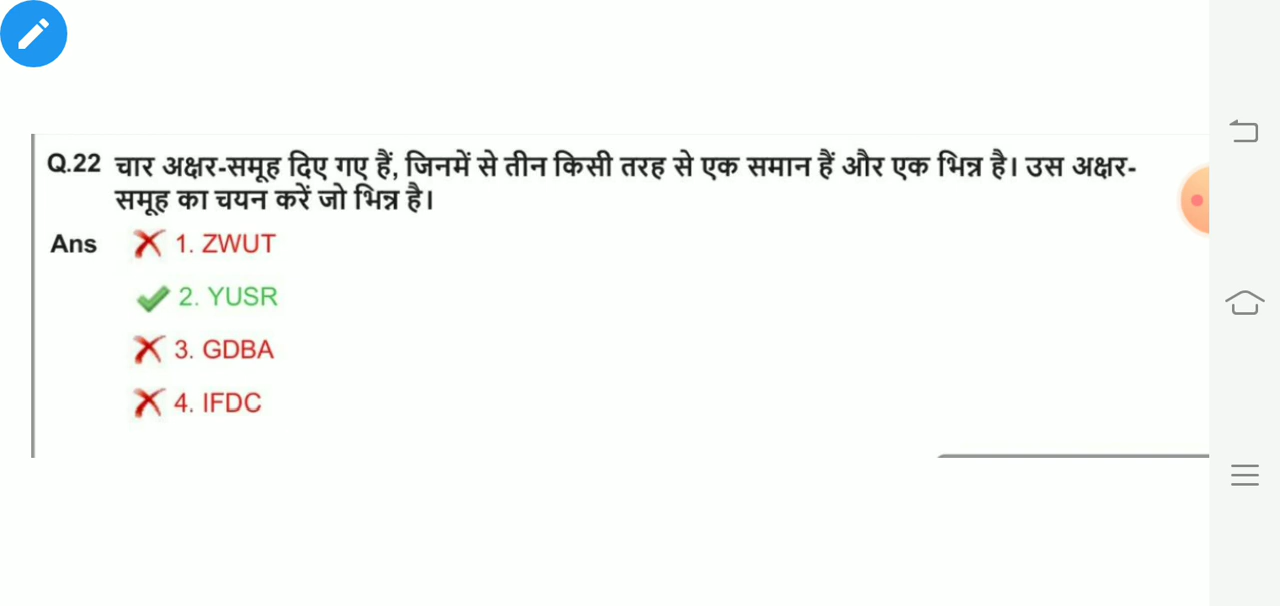 Q.22 चार अक्षर-समूह दिए गए हैं, जिनमें से तीन किसी तरह से एक समान हैं और एक भिन्न है। उस अक्षर-
समूह का चयन करें जो भिन्न है।
Ans 1. ZWUT
2. YUSR
3. GDBA
4. IFDC